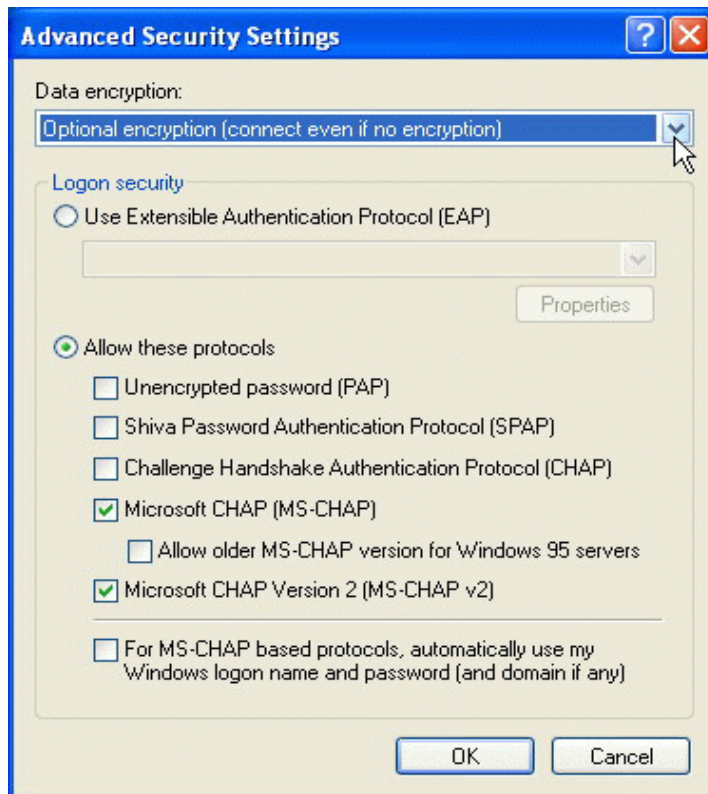 Advanced Security Settings
Data encryption:
Optional encryption (connect even if no encryption)
Logon security
Use Extensible Authentication Protocol (EAP)
Properties
Allow these protocols
Unencrypted password (PAP)
Shiva Password Authentication Protocol (SPAP)
Challenge Handshake Authentication Protocol (CHAP)
Microsoft CHAP (MS-CHAP)
Allow older MS-CHAP version for Windows 95 servers
Microsoft CHAP Version 2 (MS-CHAP v2)
For MS-CHAP based protocols, automatically use my
Windows logon name and password (and domain if any)
OK Cancel